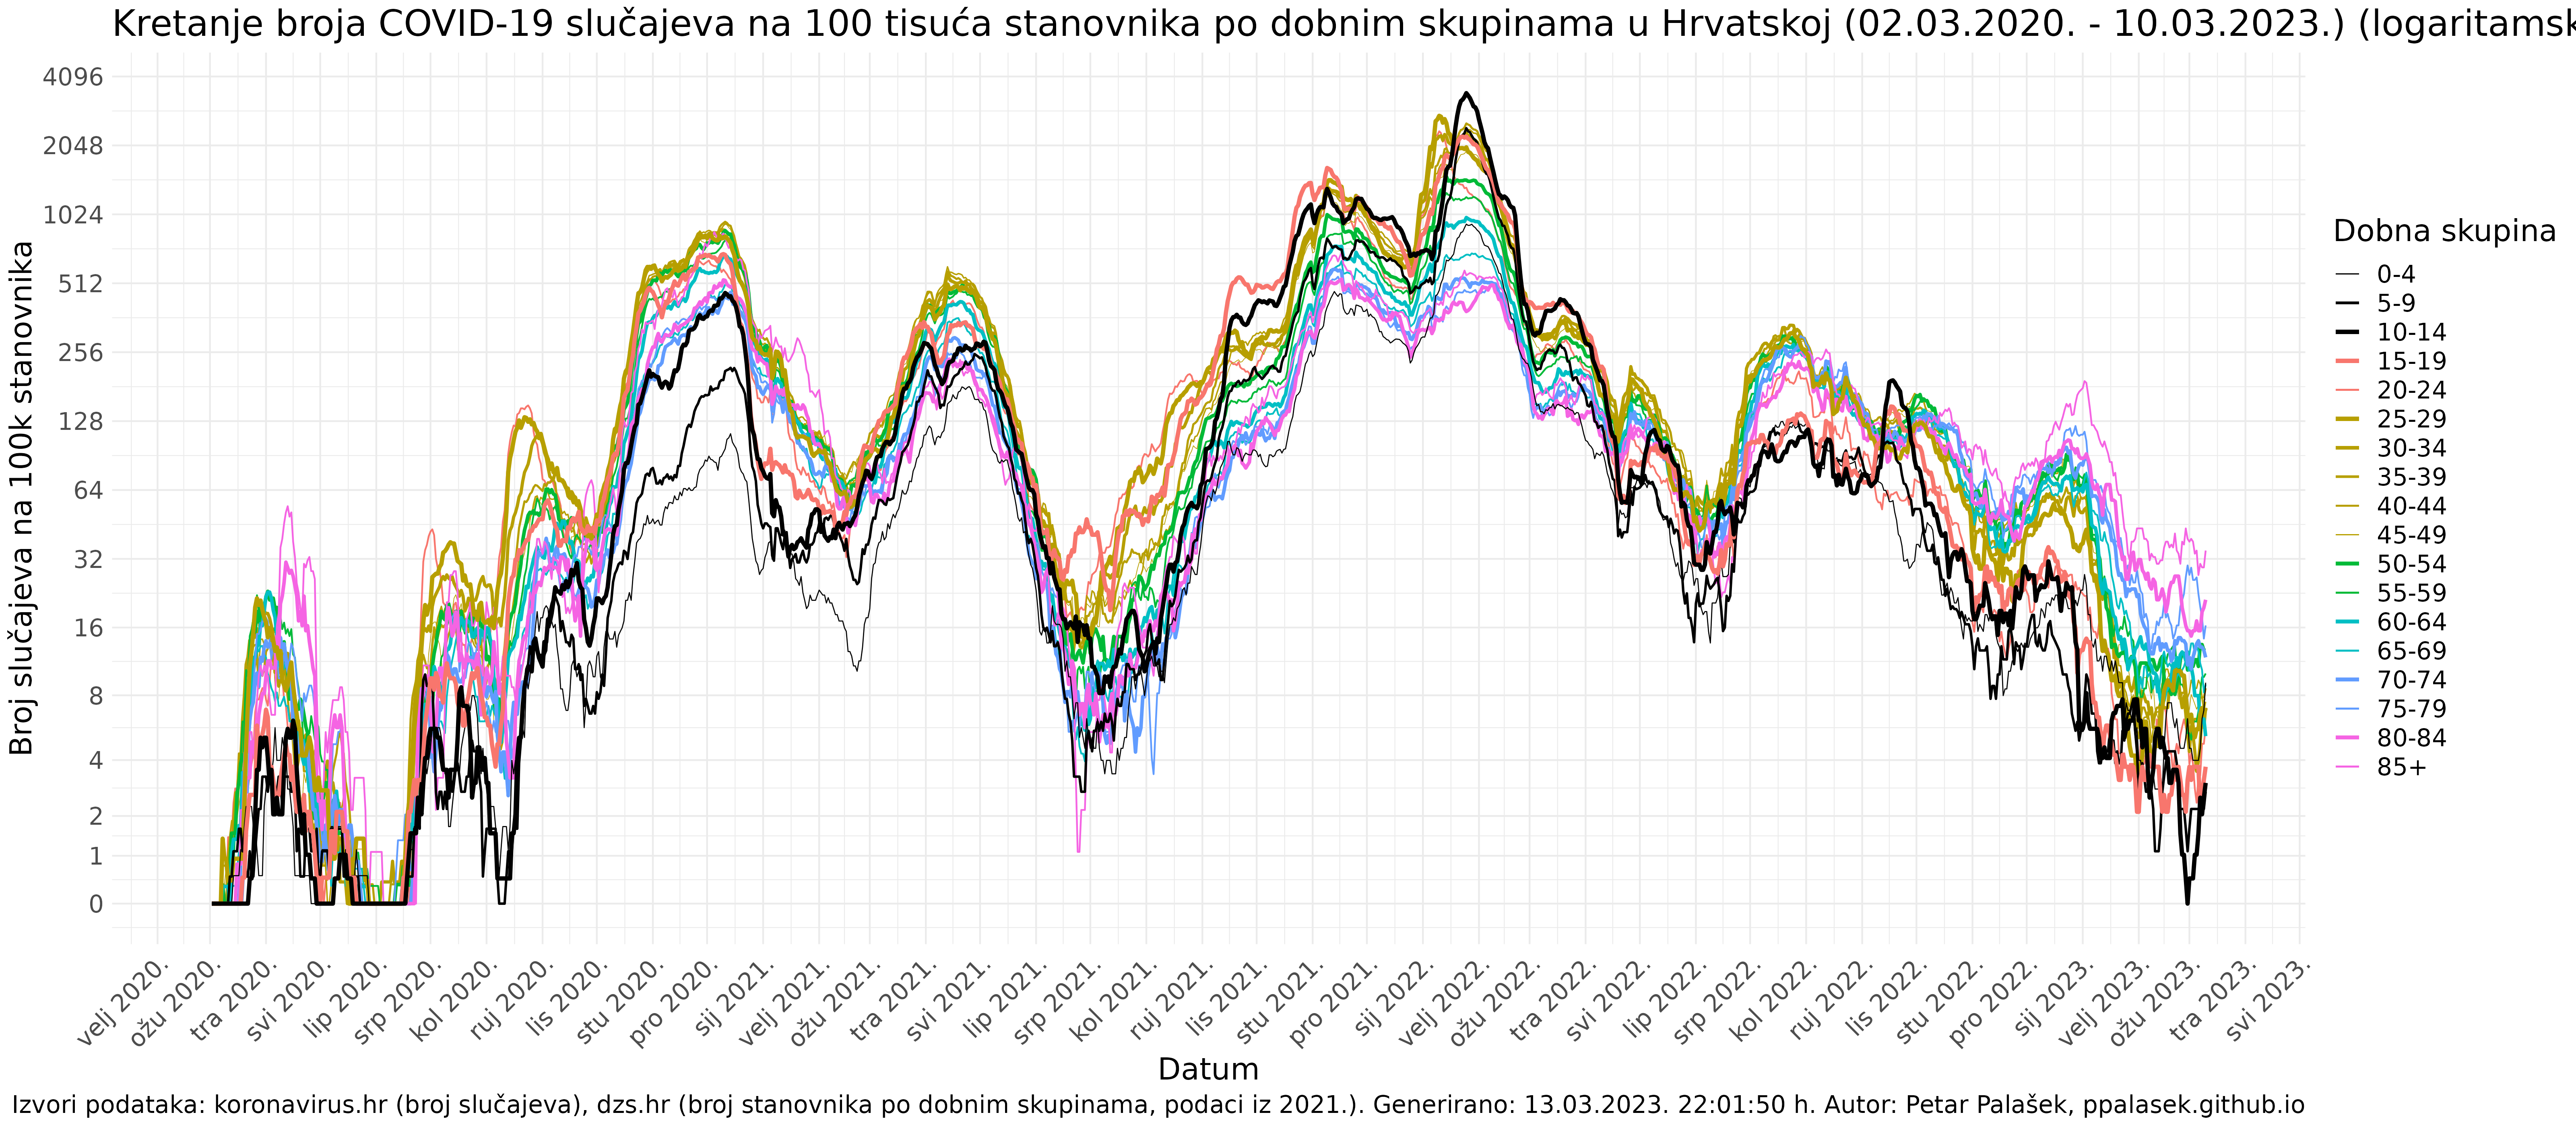 Kretanje broja COVID-19 slučajeva na 100 tisuća stanovnika po dobnim skupinama u Hrvatskoj (02.03.2020. - 10.03.2023.) (logaritamsk
Broj slučajeva na 100k stanovnika
4096
2048
1024
512
256
128
64
32
16
8
4
2
1
0
velj 2020.
ožu 2020.
tra 2020.
svi 2020.
lip 2020.
srp 2020.
kol 2020.
ruj 2020.
lis 2020.
stu 2020.
pro 2020.
sij 2021.
velj 2021.
ožu 2021.
tra 2021.
svi 2021.
lip 2021.
srp 2021.
kol 2021.
ruj 2021.
lis 2021.
stu 2021.
pro 2021.
sij 2022.
velj 2022.
ožu 2022.
tra 2022.
svi 2022.
lip 2022.
srp 2022.
kol 2022.
ruj 2022.
lis 2022.
stu 2022.
pro 2022.
sij 2023.
velj 2023.
ožu 2023.
tra 2023.
svi 2023.
Datum
Dobna skupina
0-4
5-9
10-14
15-19
20-24
25-29
30-34
35-39
40-44
45-49
50-54
55-59
60-64
65-69
70-74
75-79
80-84
85+
Izvori podataka: koronavirus.hr (broj slučajeva), dzs.hr (broj stanovnika po dobnim skupinama, podaci iz 2021.). Generirano: 13.03.2023. 22:01:50 h. Autor: Petar Palašek, ppalasek.github.io